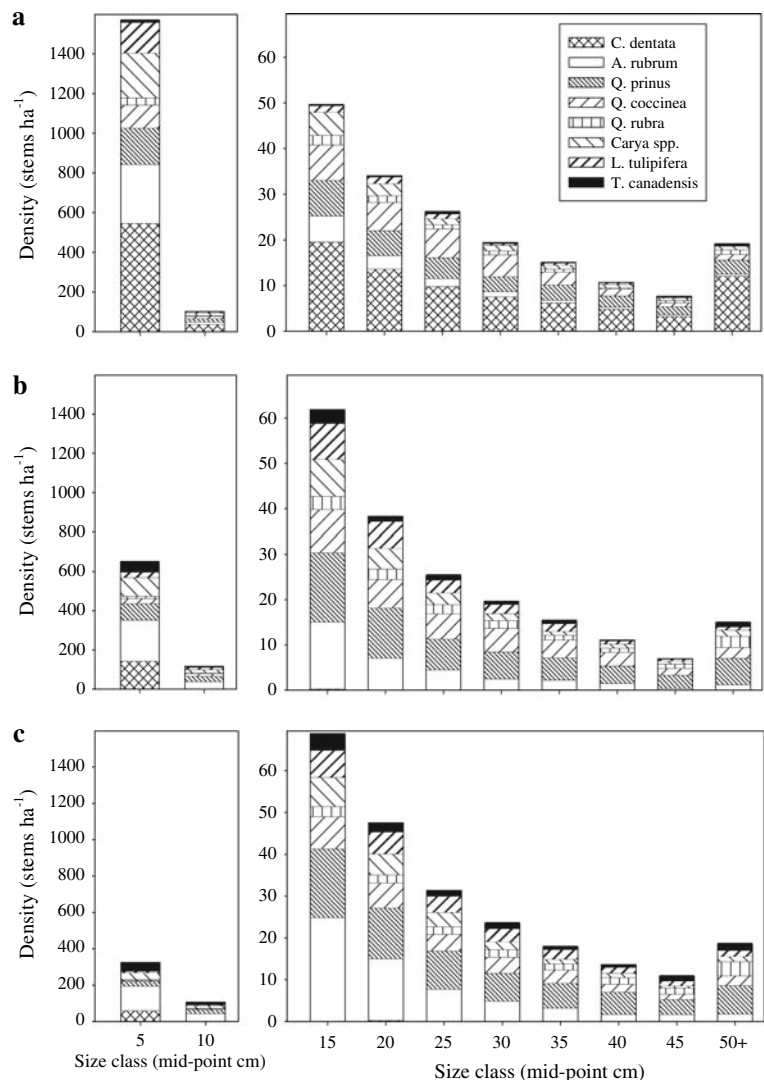 a
Density (stems ha-1)
1400
1200
1000
800
600
400
200
0
60
50
40
30
20
10
0
C. dentata
A. rubrum
Q. prinus
Q. coccinea
Q. rubra
Carya spp.
L. tulipifera
T. canadensis
b
Density (stems ha-1)
1400
1200
1000
800
600
400
200
0
60
50
40
30
20
10
0
c
Density (stems ha-1)
1400
1200
1000
800
600
400
200
0
60
50
40
30
20
10
0
5 10
Size class (mid-point cm)
15 20 25 30 35 40 45 50+
Size class (mid-point cm)